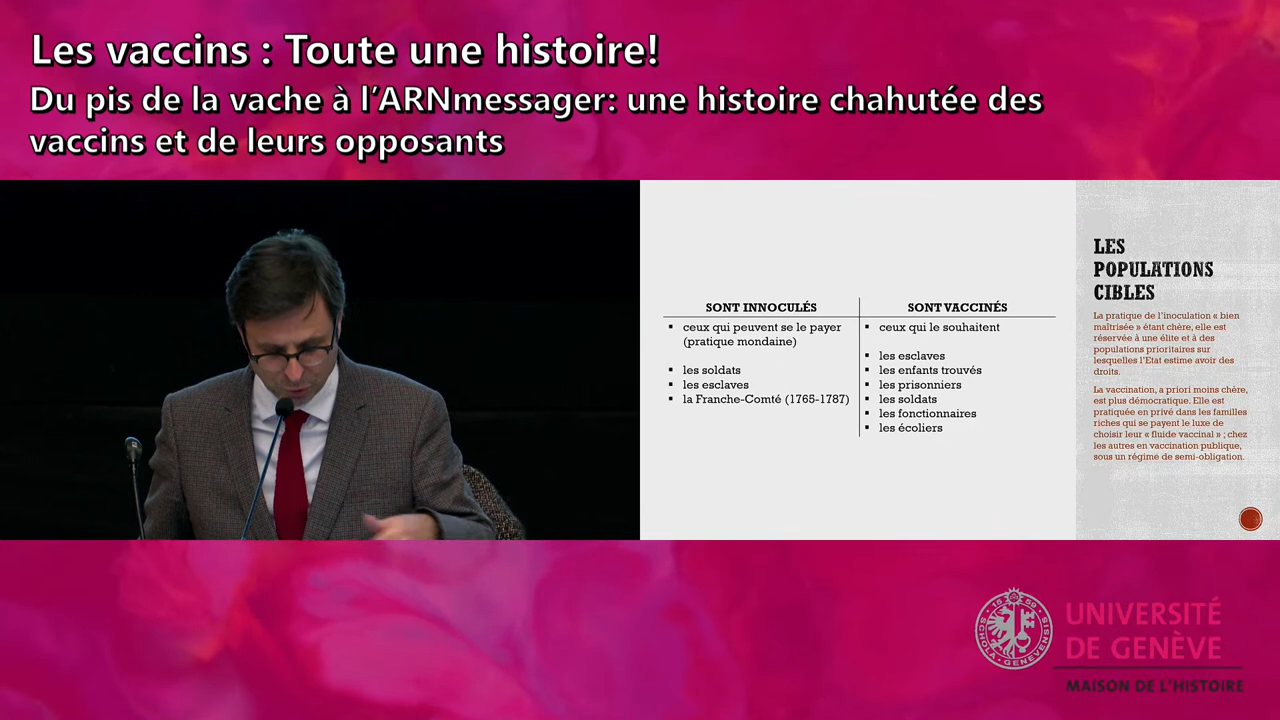 Les vaccins : Toute une histoire!
Du pis de la vache à l'ARNmessager: une histoire chahutée des
vaccins et de leurs opposants
SONT INNOCULÉS
ceux qui peuvent se le payer
(pratique mondaine)
les soldats
les esclaves
la Franche-Comté (1765-1787)
SONT VACCINÉS
ceux qui le souhaitent
les esclaves
les enfants trouvés
les prisonniers
les soldats
les fonctionnaires
les écoliers
LES
POPULATIONS
CIBLES
La pratique de l'inoculation « bien
maîtrisée » étant chère, elle est
réservée à une élite et à des
populations prioritaires sur
lesquelles l'Etat estime avoir des
droits.
La vaccination, a priori moins chère,
est plus démocratique. Elle est
pratiquée en privé dans les familles
riches qui se payent le luxe de
choisir leur « fluide vaccinal » ; chez
les autres en vaccination publique,
sous un régime de semi-obligation.
SCHOLA GENEVENSIS
1559
UNIVERSITÉ
DE GENÈVE
MAISON DE L'HISTOIRE